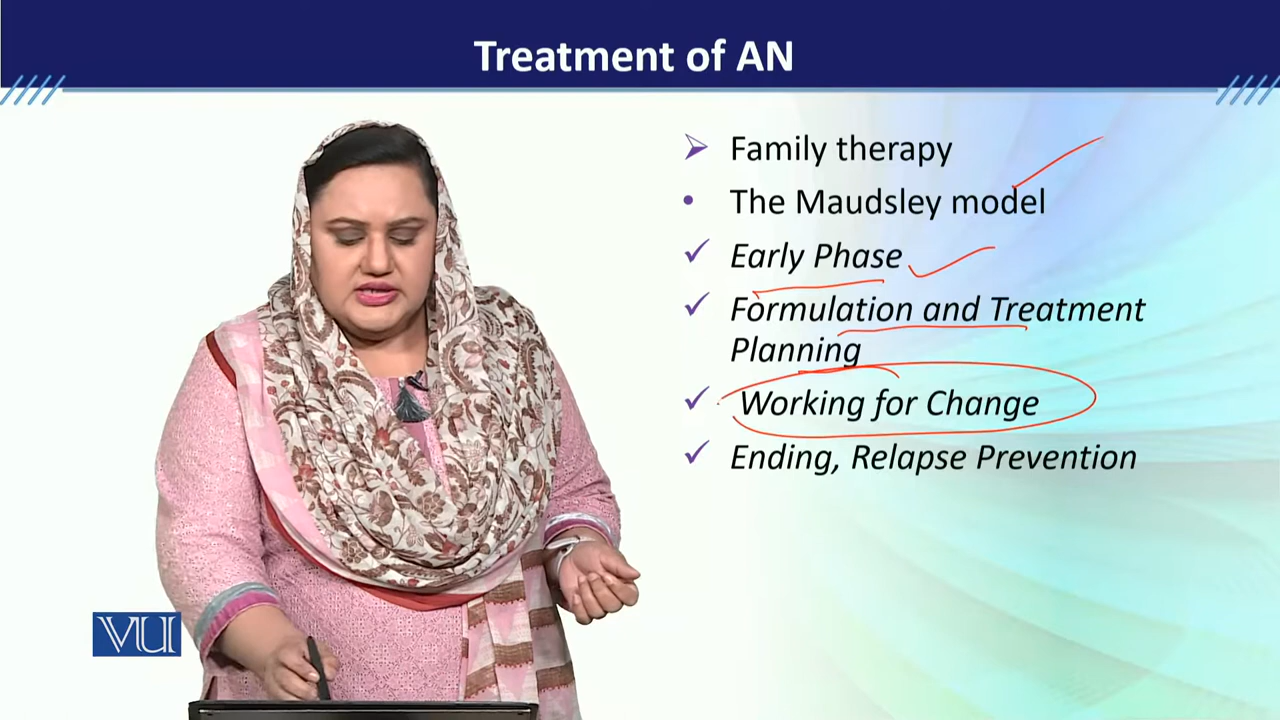 Treatment of AN
Family therapy
The Maudsley model
Early Phase
Formulation and Treatment
Planning
Working for Change
Ending, Relapse Prevention
VU